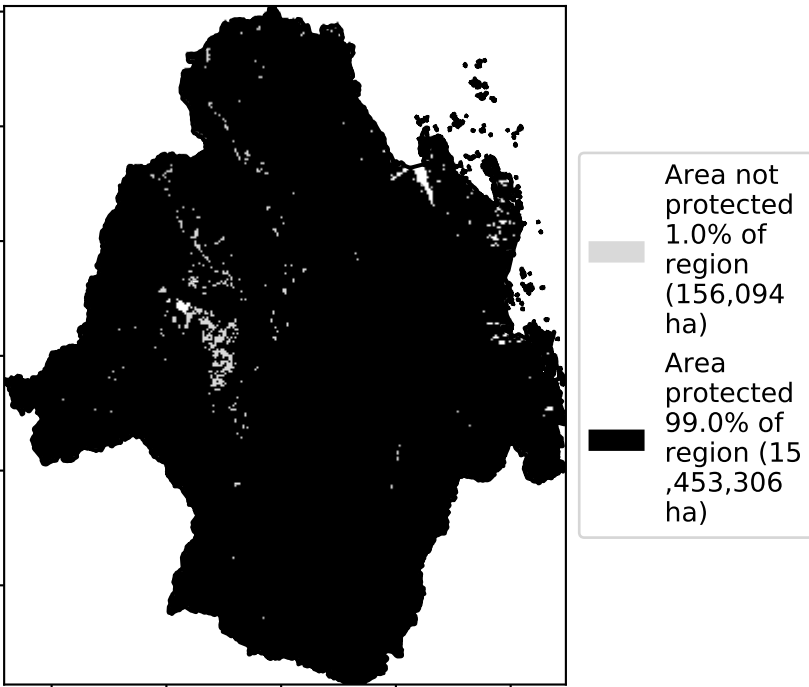 Area not
protected
1.0% of
region
(156,094
ha)
Area
protected
99.0% of
region (15
,453,306
ha)